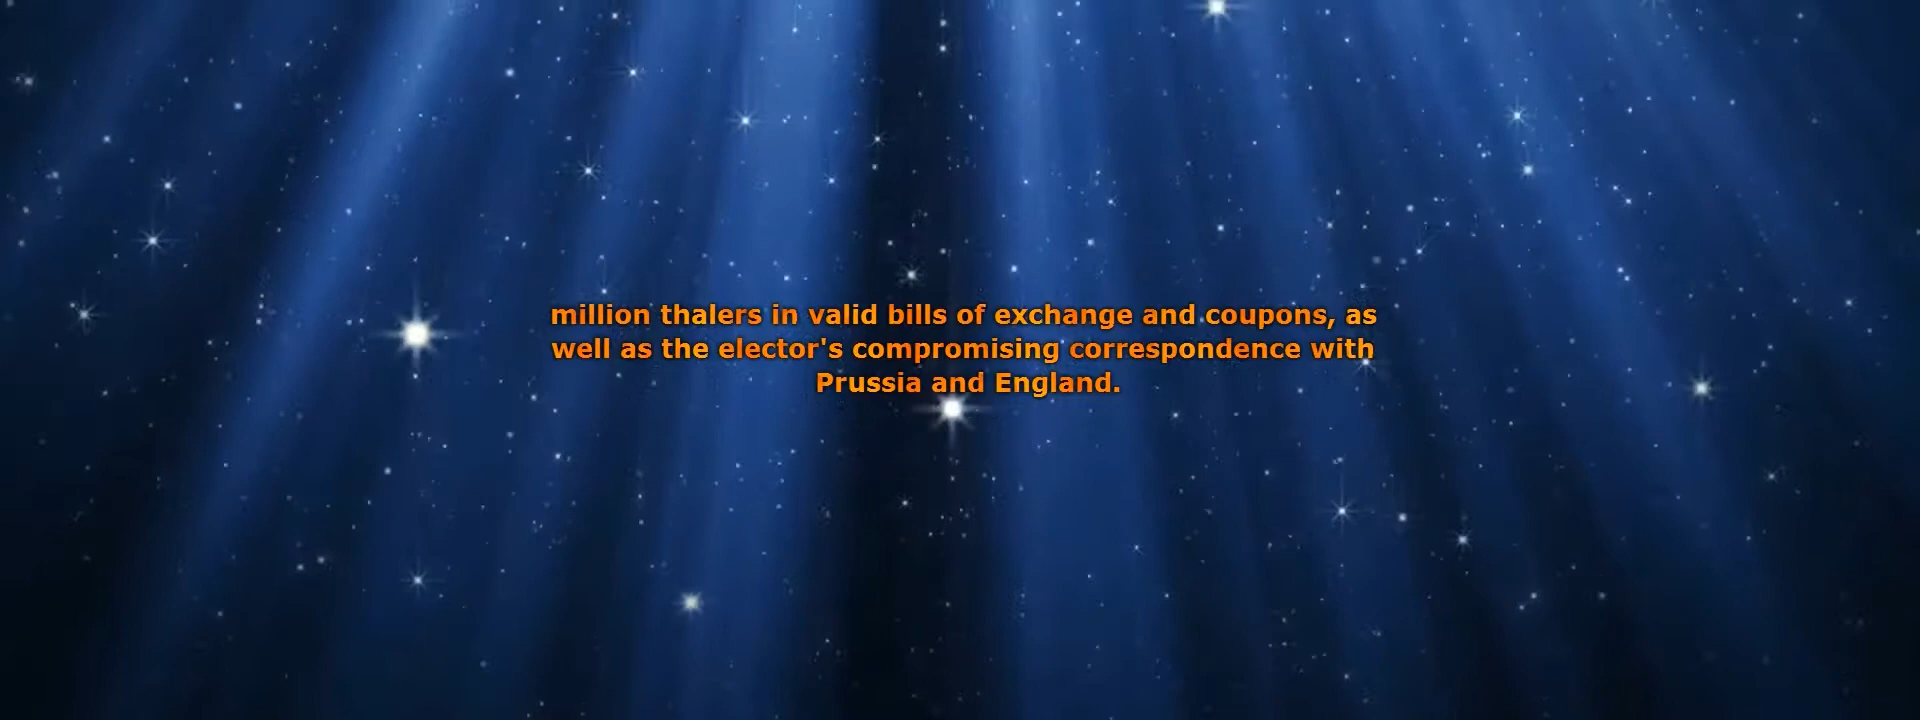 million thalers in valid bills of exchange and coupons, as
well as the elector's compromising correspondence with
Prussia and England.